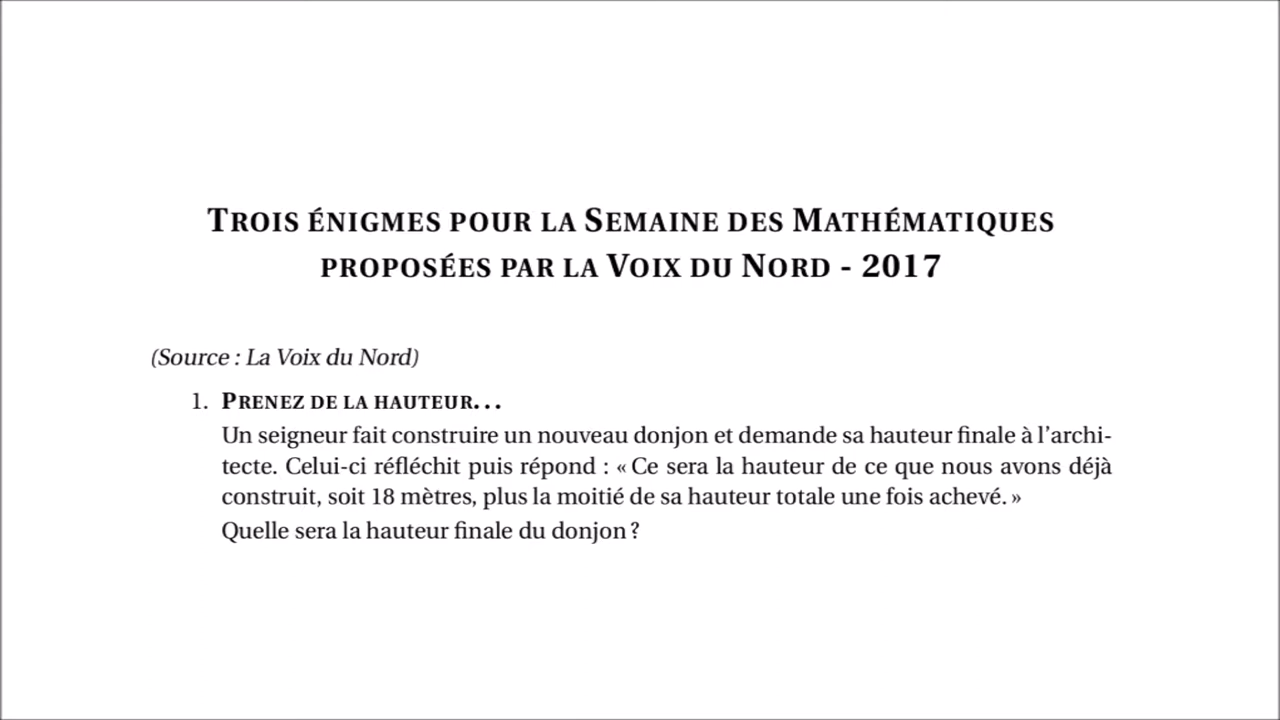 TROIS ÉNIGMES POUR LA SEMAINE DES MATHÉMATIQUES
PROPOSÉES PAR LA VOIX DU NORD - 2017
(Source : La Voix du Nord)
1. PRENEZ DE LA HAUTEUR...
Un seigneur fait construire un nouveau donjon et demande sa hauteur finale à l'archi-
tecte. Celui-ci réfléchit puis répond : « Ce sera la hauteur de ce que nous avons déjà
construit, soit 18 mètres, plus la moitié de sa hauteur totale une fois achevé. »
Quelle sera la hauteur finale du donjon ?